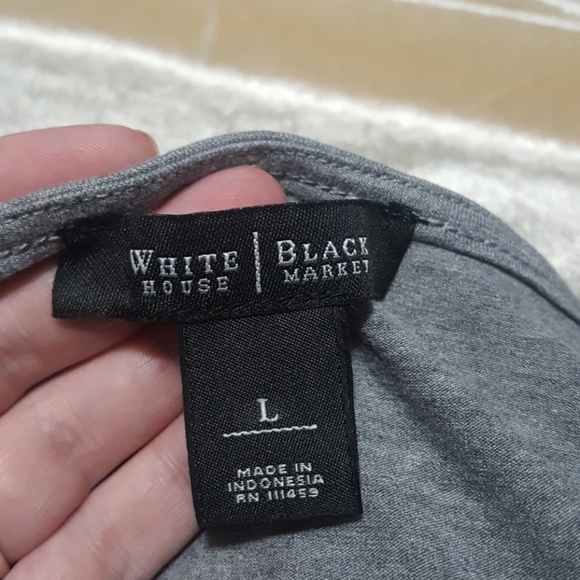 WHITE HOUSE | BLACK MARKET
L
MADE IN
INDONESIA
RN 111459